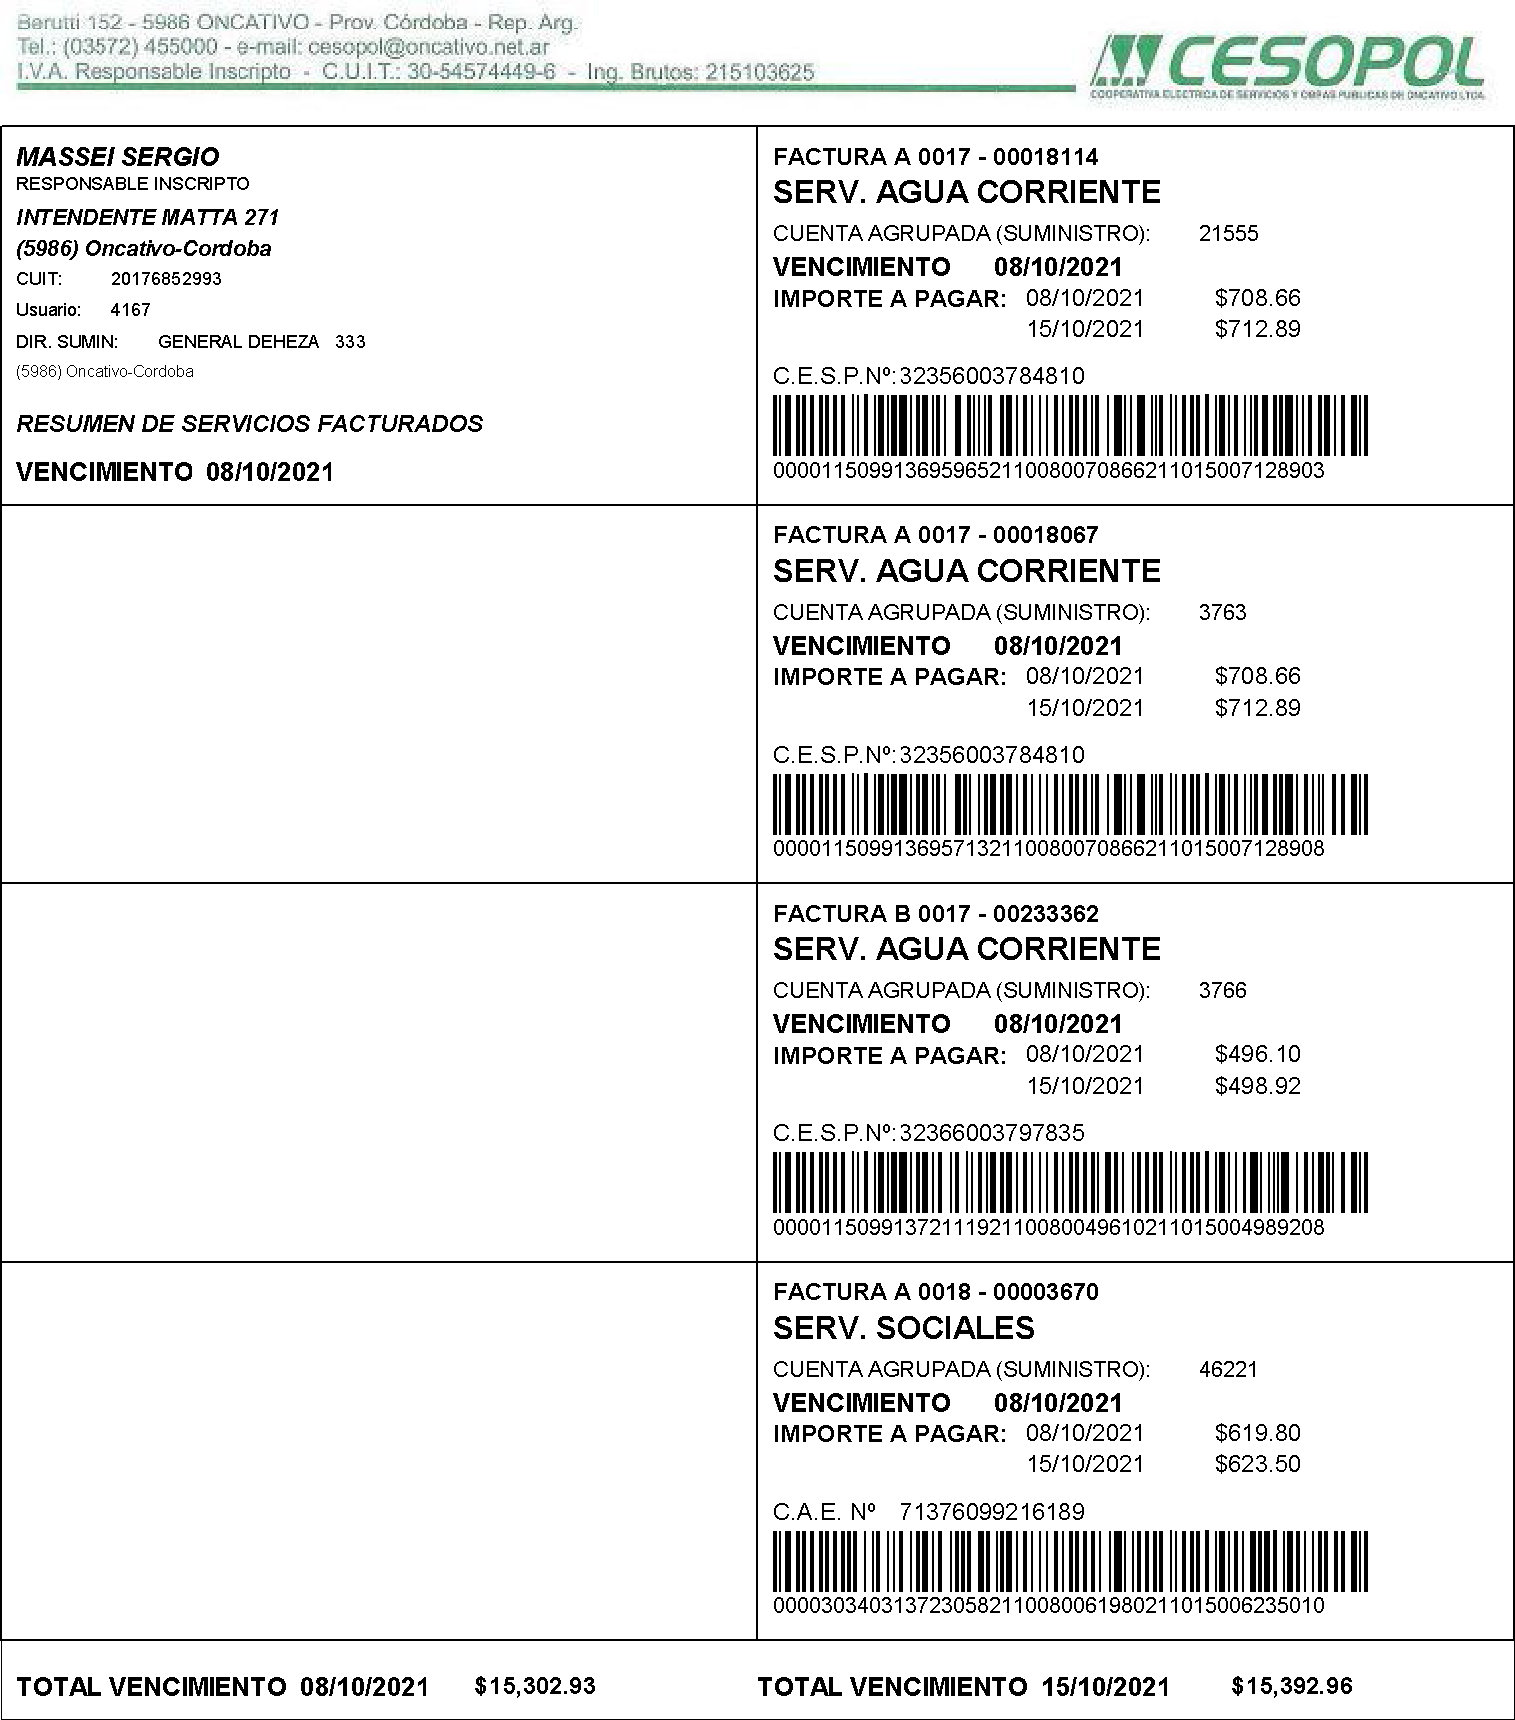 Berutti 152 - 5986 ONCATIVO - Prov. Córdoba - Rep. Arg.
Tel.: (03572) 455000 - e-mail: cesopol@oncativo.net.ar
I.V.A. Responsable Inscripto - C.U.I.T.: 30-54574449-6 - Ing. Brutos: 215103625
CESOPOL
COOPERATIVA ELECTRICA DE SERVICIOS Y OBRAS PUBLICAS DE ONCATIVO LTDA.
MASSEI SERGIO
RESPONSABLE INSCRIPTO
INTENDENTE MATTA 271
(5986) Oncativo-Cordoba
CUIT: 20176852993
Usuario: 4167
DIR. SUMIN: GENERAL DEHEZA 333
(5986) Oncativo-Cordoba
RESUMEN DE SERVICIOS FACTURADOS
VENCIMIENTO 08/10/2021
FACTURA A 0017 - 00018114
SERV. AGUA CORRIENTE
CUENTA AGRUPADA (SUMINISTRO): 21555
VENCIMIENTO 08/10/2021
IMPORTE A PAGAR: 08/10/2021 $708.66
15/10/2021 $712.89
C.E.S.P.Nº: 32356003784810
0000115099136959652110080070866211015007128903
FACTURA A 0017 - 00018067
SERV. AGUA CORRIENTE
CUENTA AGRUPADA (SUMINISTRO): 3763
VENCIMIENTO 08/10/2021
IMPORTE A PAGAR: 08/10/2021 $708.66
15/10/2021 $712.89
C.E.S.P.Nº: 32356003784810
0000115099136957132110080070866211015007128908
FACTURA B 0017 - 00233362
SERV. AGUA CORRIENTE
CUENTA AGRUPADA (SUMINISTRO): 3766
VENCIMIENTO 08/10/2021
IMPORTE A PAGAR: 08/10/2021 $496.10
15/10/2021 $498.92
C.E.S.P.Nº: 32366003797835
0000115099137211192110080049610211015004989208
FACTURA A 0018 - 00003670
SERV. SOCIALES
CUENTA AGRUPADA (SUMINISTRO): 46221
VENCIMIENTO 08/10/2021
IMPORTE A PAGAR: 08/10/2021 $619.80
15/10/2021 $623.50
C.A.E. Nº 71376099216189
0000303403137230582110080061980211015006235010
TOTAL VENCIMIENTO 08/10/2021 $15,302.93
TOTAL VENCIMIENTO 15/10/2021 $15,392.96